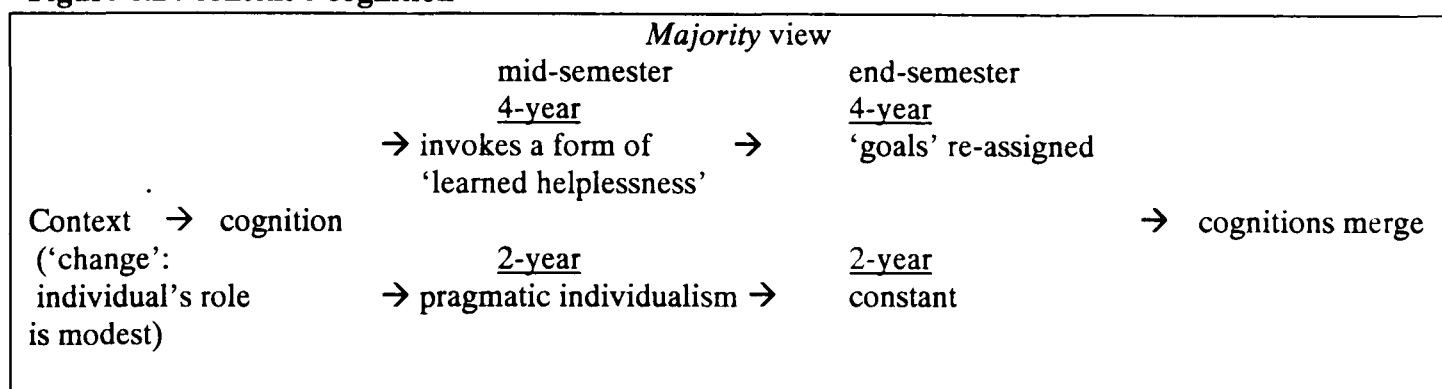 Majority view
mid-semester end-semester
4-year 4-year
→ invokes a form of → 'goals' re-assigned
'learned helplessness'
Context → cognition → cognitions merge
('change': 2-year 2-year
individual's role → pragmatic individualism → constant
is modest)